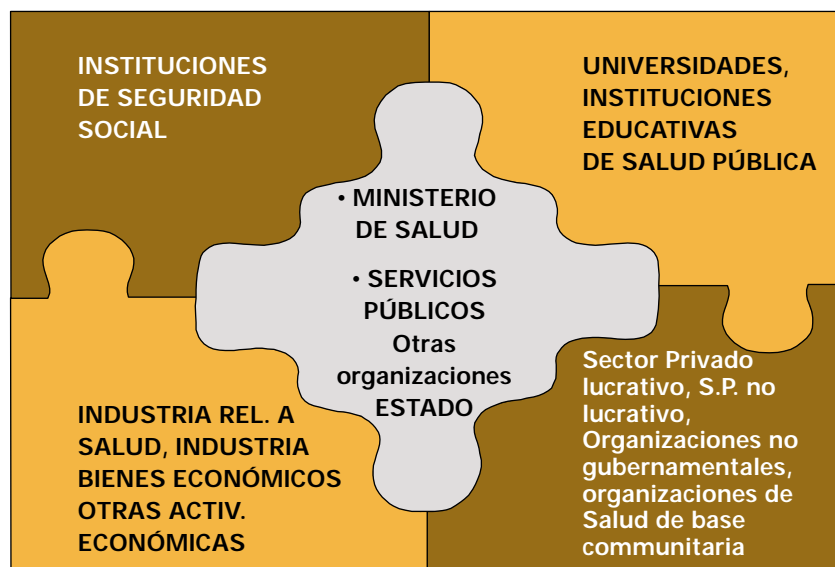 INSTITUCIONES
DE SEGURIDAD
SOCIAL
UNIVERSIDADES,
INSTITUCIONES
EDUCATIVAS
DE SALUD PÚBLICA
• MINISTERIO
DE SALUD
• SERVICIOS
PÚBLICOS
Otras
organizaciones
ESTADO
INDUSTRIA REL. A
SALUD, INDUSTRIA
BIENES ECONÓMICOS
OTRAS ACTIV.
ECONÓMICAS
Sector Privado
lucrativo, S.P. no
lucrativo,
Organizaciones no
gubernamentales,
organizaciones de
Salud de base
communitaria